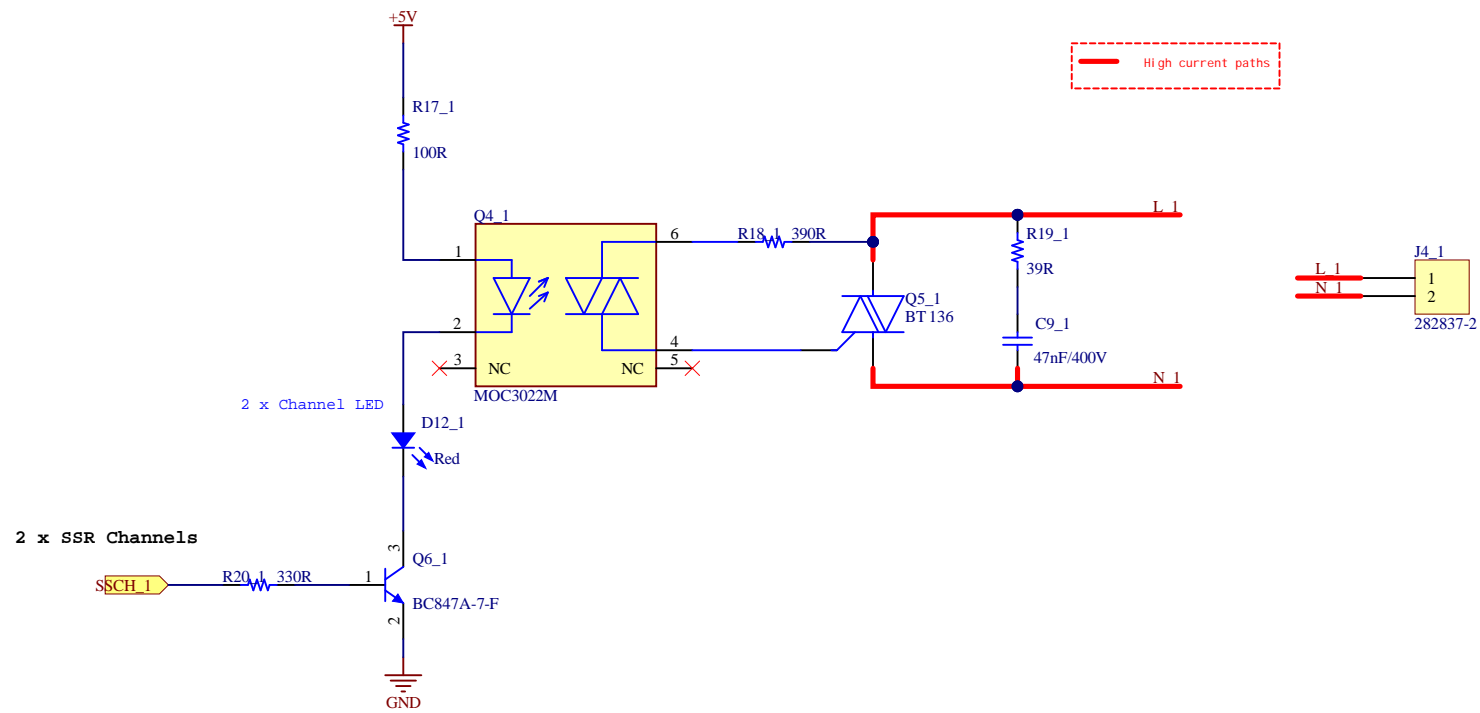 +5V
High current paths
R17_1
100R
Q4_1
L_1
6
R18_1 390R
R19_1
1
J4_1
39R
L_1
1
Q5_1
N_1
2
BT136
2
C9_1
282837-2
4
3
NC
NC
5
47nF/400V
N_1
MOC3022M
2 x Channel LED
D12_1
Red
2 x SSR Channels
3
Q6_1
SSCH_1
R20_1 330R
1
BC847A-7-F
2
GND